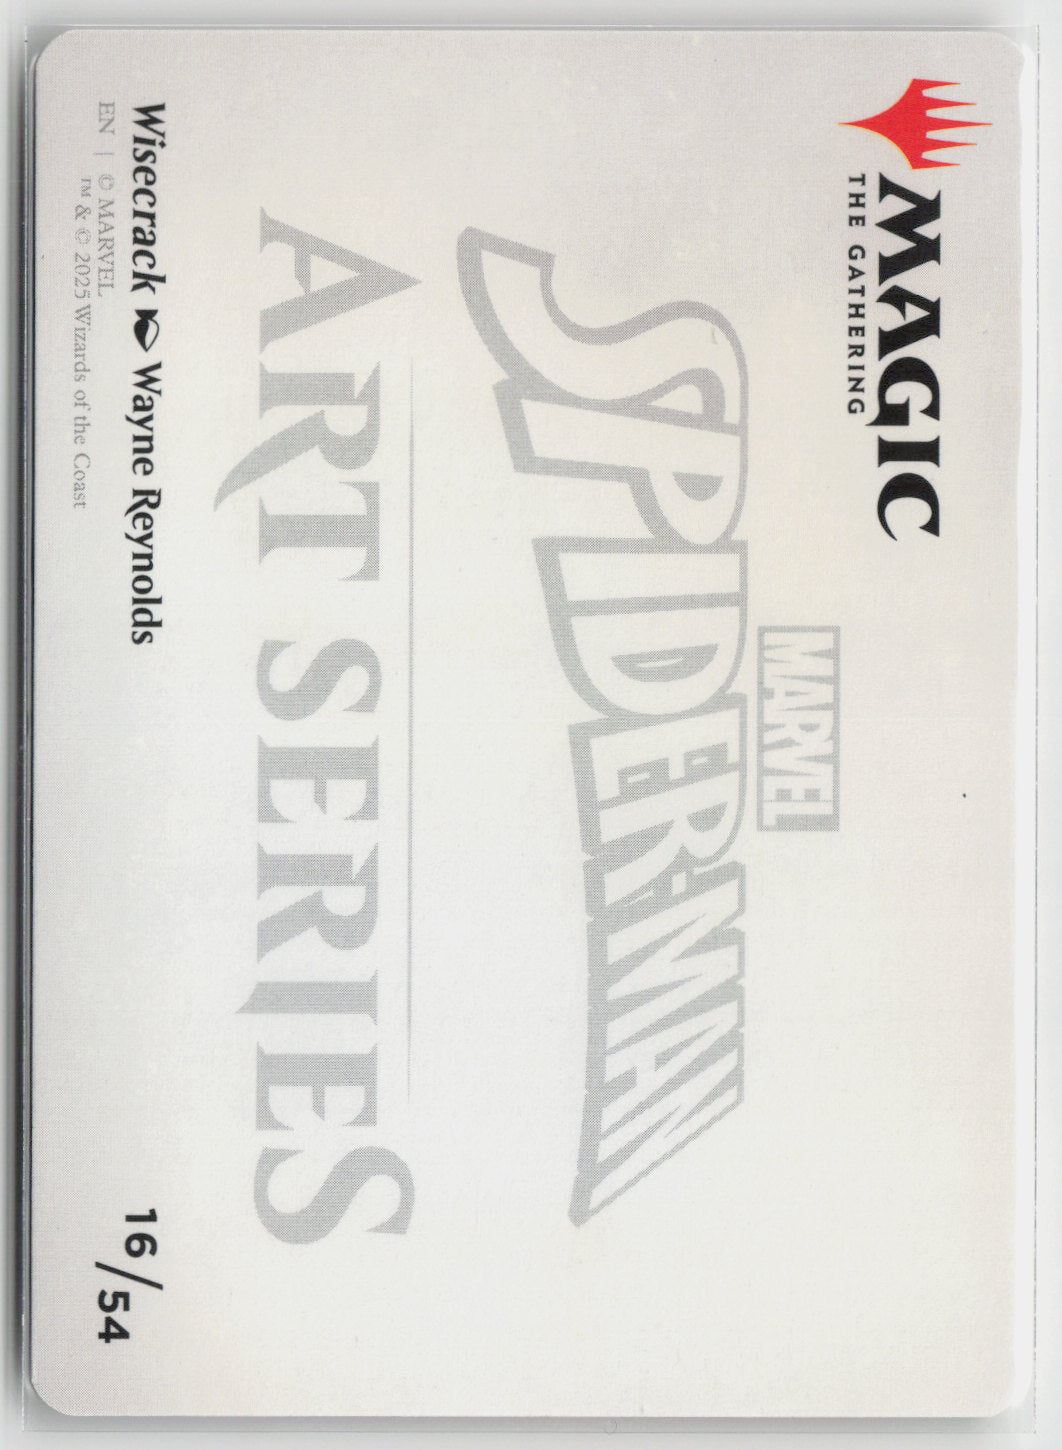 MAGIC
THE GATHERING
MARVEL
SPIDER-MAN
ART SERIES
Wisecrack Wayne Reynolds
16/54
EN | © MARVEL
™ & © 2025 Wizards of the Coast